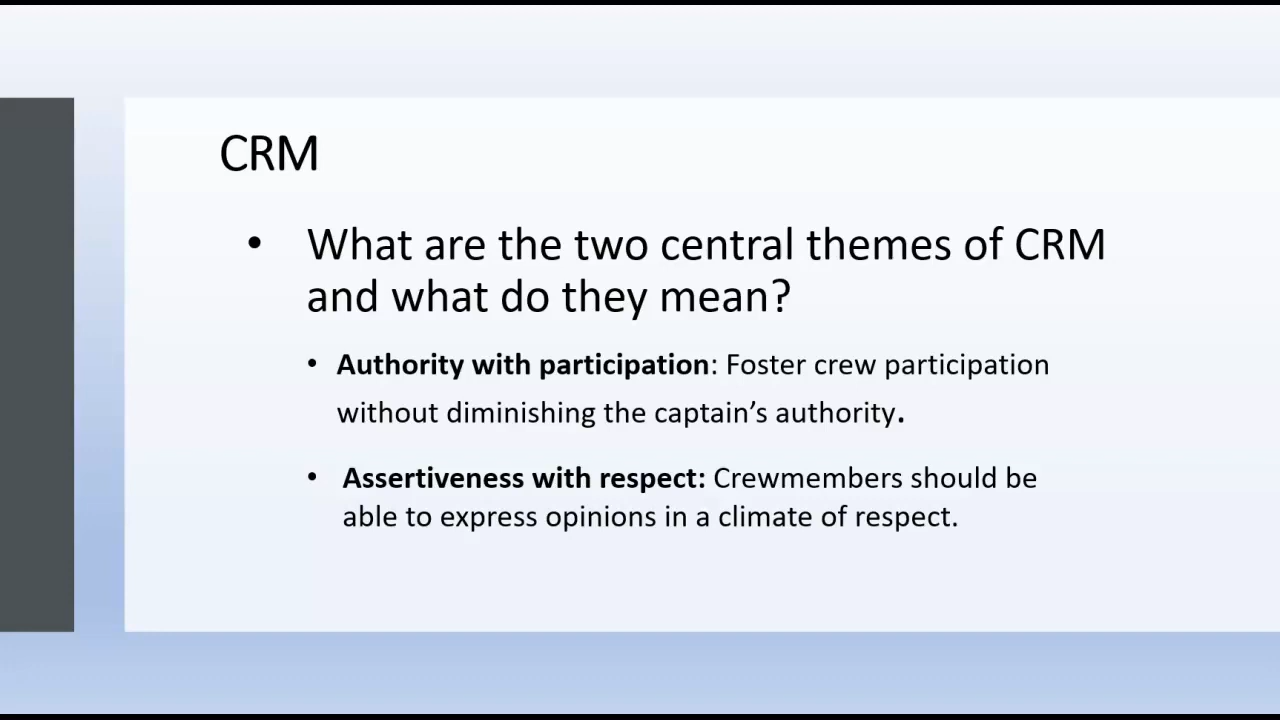 CRM
• What are the two central themes of CRM
and what do they mean?
• Authority with participation: Foster crew participation
without diminishing the captain’s authority.
• Assertiveness with respect: Crewmembers should be
able to express opinions in a climate of respect.